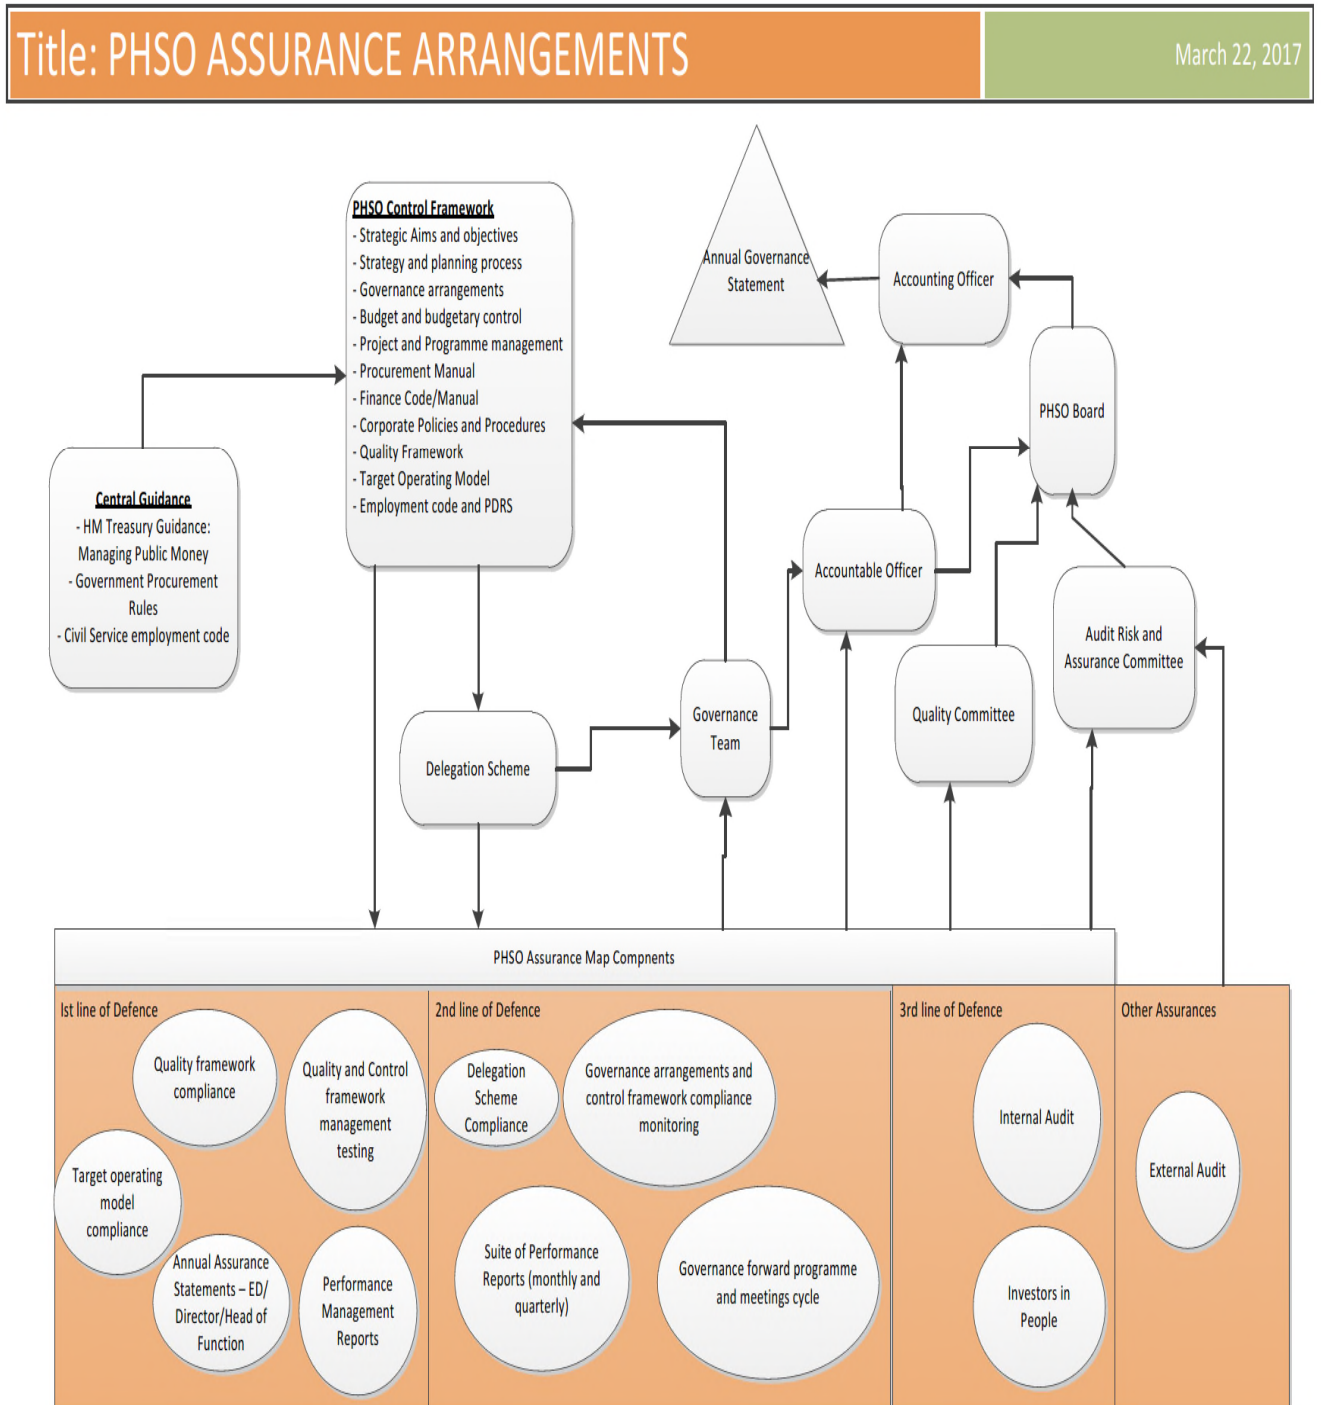 Title: PHSO ASSURANCE ARRANGEMENTS
March 22, 2017
PHSO Control Framework
- Strategic Aims and objectives
- Strategy and planning process
- Governance arrangements
- Budget and budgetary control
- Project and Programme management
- Procurement Manual
- Finance Code/Manual
- Corporate Policies and Procedures
- Quality Framework
- Target Operating Model
- Employment code and PDRS
Annual Governance
Statement
Accounting Officer
PHSO Board
Central Guidance
- HM Treasury Guidance:
Managing Public Money
- Government Procurement
Rules
- Civil Service employment code
Accountable Officer
Audit Risk and
Assurance Committee
Governance
Team
Quality Committee
Delegation Scheme
PHSO Assurance Map Compnents
1st line of Defence
Quality framework
compliance
Quality and Control
framework
management
testing
Target operating
model
compliance
Annual Assurance
Statements – ED/
Director/Head of
Function
Performance
Management
Reports
2nd line of Defence
Delegation
Scheme
Compliance
Governance arrangements and
control framework compliance
monitoring
Suite of Performance
Reports (monthly and
quarterly)
Governance forward programme
and meetings cycle
3rd line of Defence
Internal Audit
Investors in
People
Other Assurances
External Audit